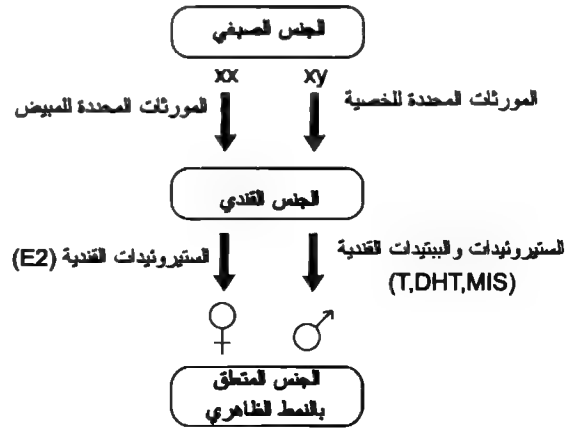 الجنس الصبغي
xx xy
المورثات المحددة للخصية
المورثات المحددة للمبيض
الجنس القندي
الستيروئيدات والببتيدات القندية
(T,DHT,MIS)
الستيروئيدات القندية (E2)
♀ ♂
الجنس المتعلق
بالنمط الظاهري